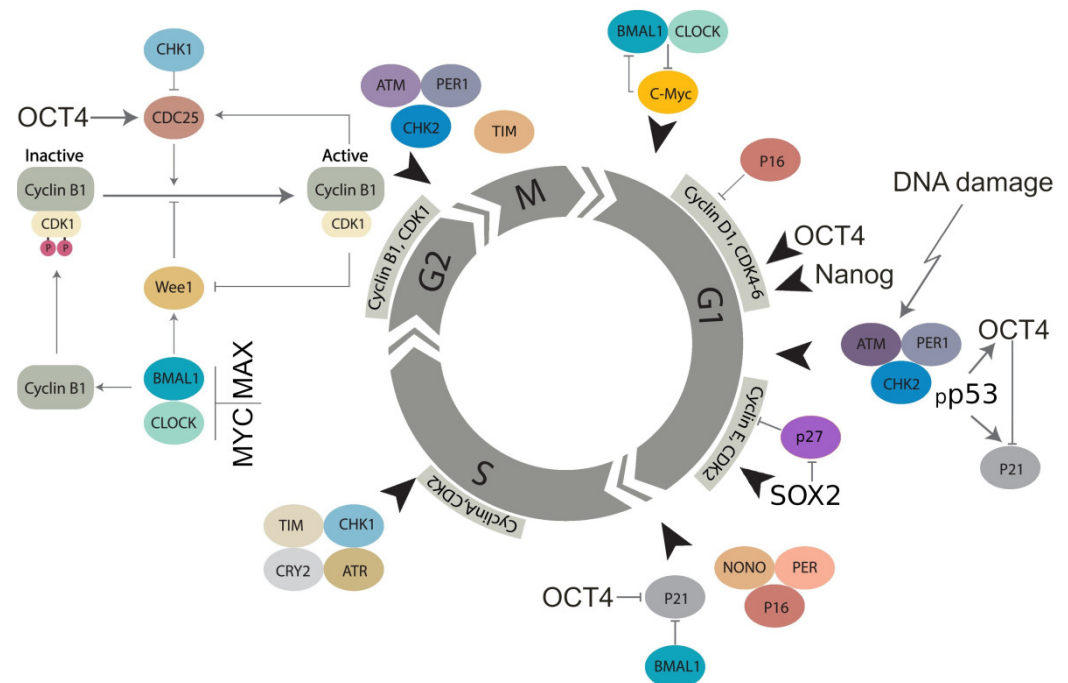 CHK1
OCT4
CDC25
Inactive
Cyclin B1
CDK1
P P
Active
Cyclin B1
CDK1
Wee1
Cyclin B1
BMAL1
CLOCK
MYC MAX
ATM
PER1
CHK2
TIM
BMAL1
CLOCK
C-Myc
P16
Cyclin D1, CDK4-6
OCT4
Nanog
DNA damage
ATM
PER1
CHK2
OCT4
pp53
P21
M
G1
G2
S
Cyclin B1, CDK1
Cyclin E, CDK2
p27
SOX2
CyclinA,CDK2
TIM
CHK1
CRY2
ATR
OCT4
P21
BMAL1
NONO
PER
P16